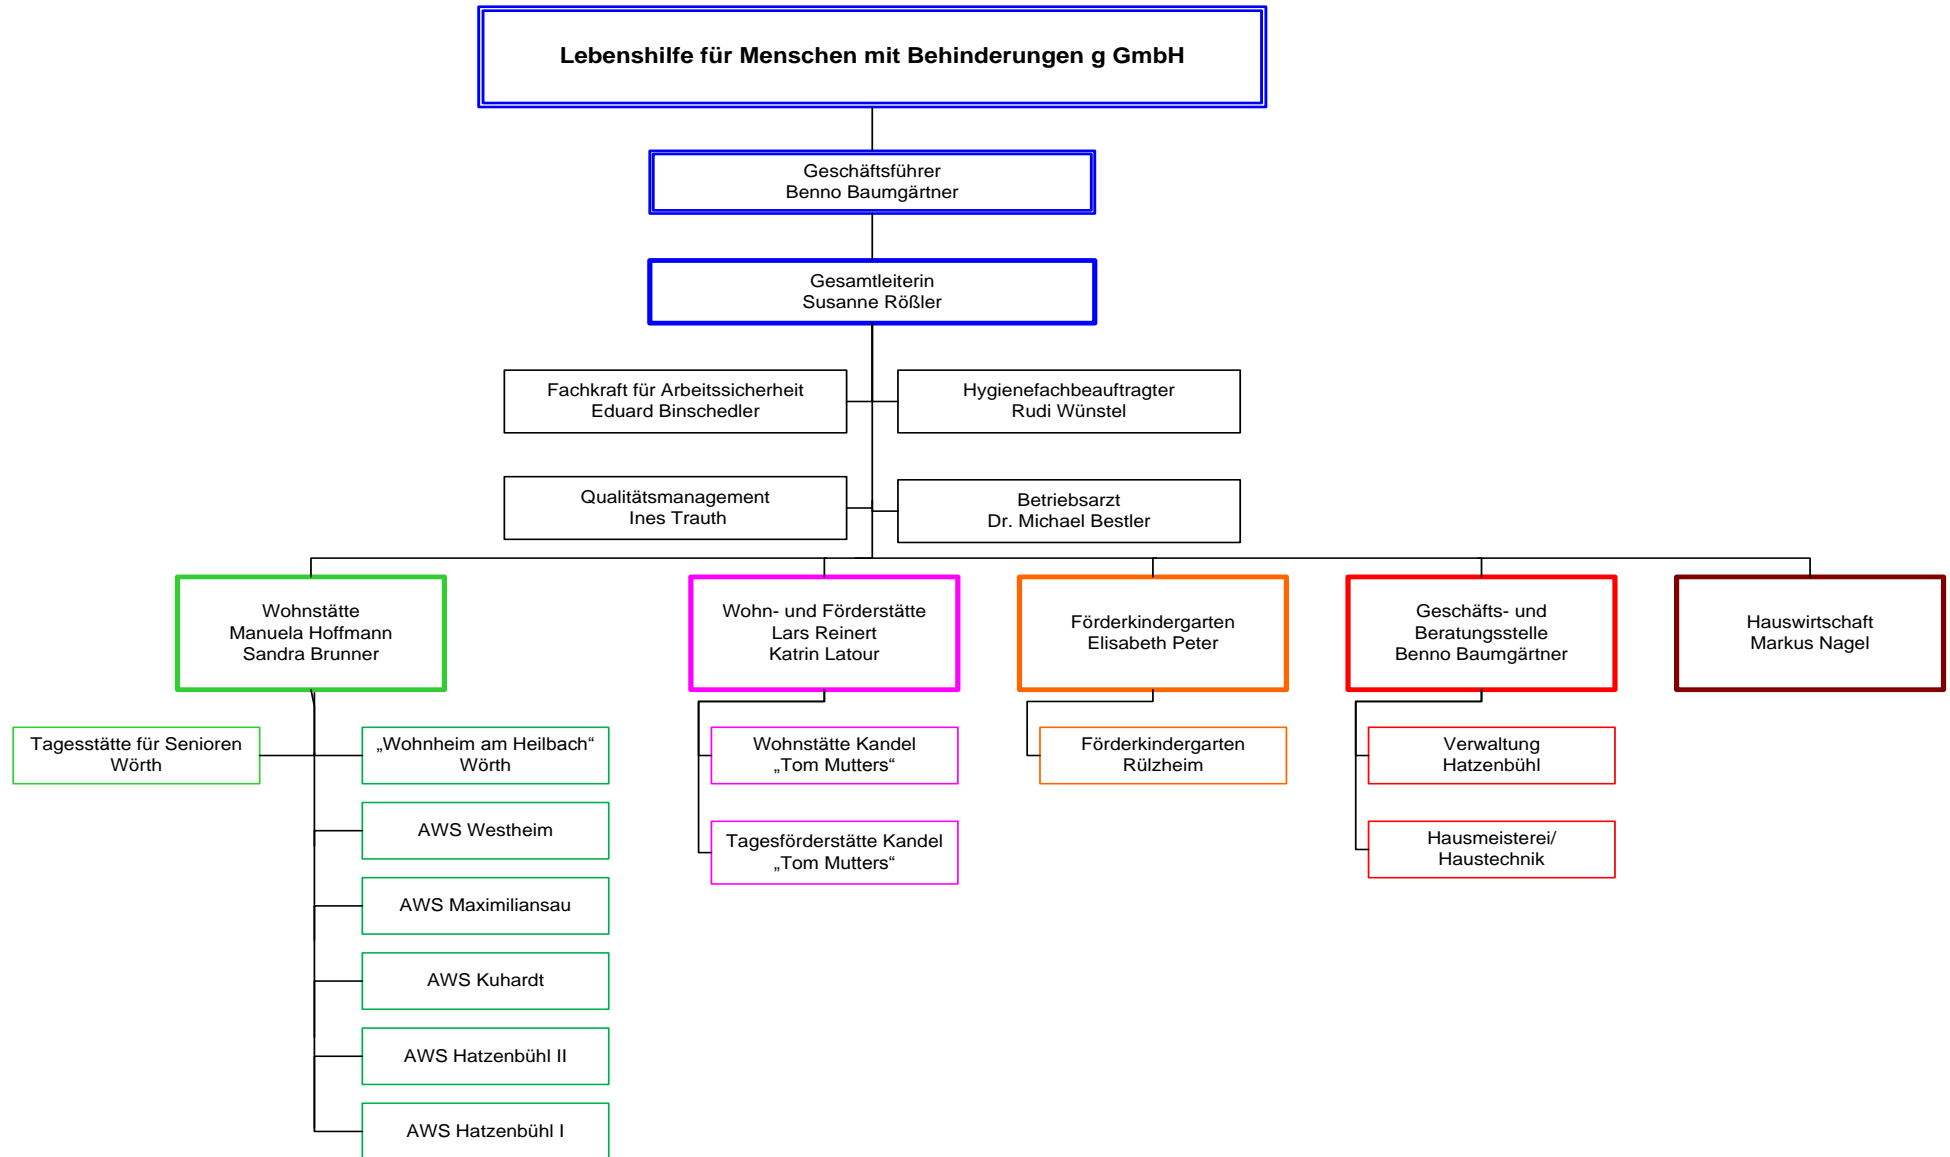 Lebenshilfe für Menschen mit Behinderungen g GmbH
Geschäftsführer
Benno Baumgärtner
Gesamtleiterin
Susanne Rößler
Fachkraft für Arbeitssicherheit
Eduard Binschedler
Hygienefachbeauftragter
Rudi Wünstel
Qualitätsmanagement
Ines Trauth
Betriebsarzt
Dr. Michael Bestler
Wohnstätte
Manuela Hoffmann
Sandra Brunner
Wohn- und Förderstätte
Lars Reinert
Katrin Latour
Förderkindergarten
Elisabeth Peter
Geschäfts- und
Beratungsstelle
Benno Baumgärtner
Hauswirtschaft
Markus Nagel
Tagesstätte für Senioren
Wörth
„Wohnheim am Heilbach“
Wörth
AWS Westheim
AWS Maximiliansau
AWS Kuhardt
AWS Hatzenbühl II
AWS Hatzenbühl I
Wohnstätte Kandel
„Tom Mutters“
Tagesförderstätte Kandel
„Tom Mutters“
Förderkindergarten
Rülzheim
Verwaltung
Hatzenbühl
Hausmeisterei/
Haustechnik